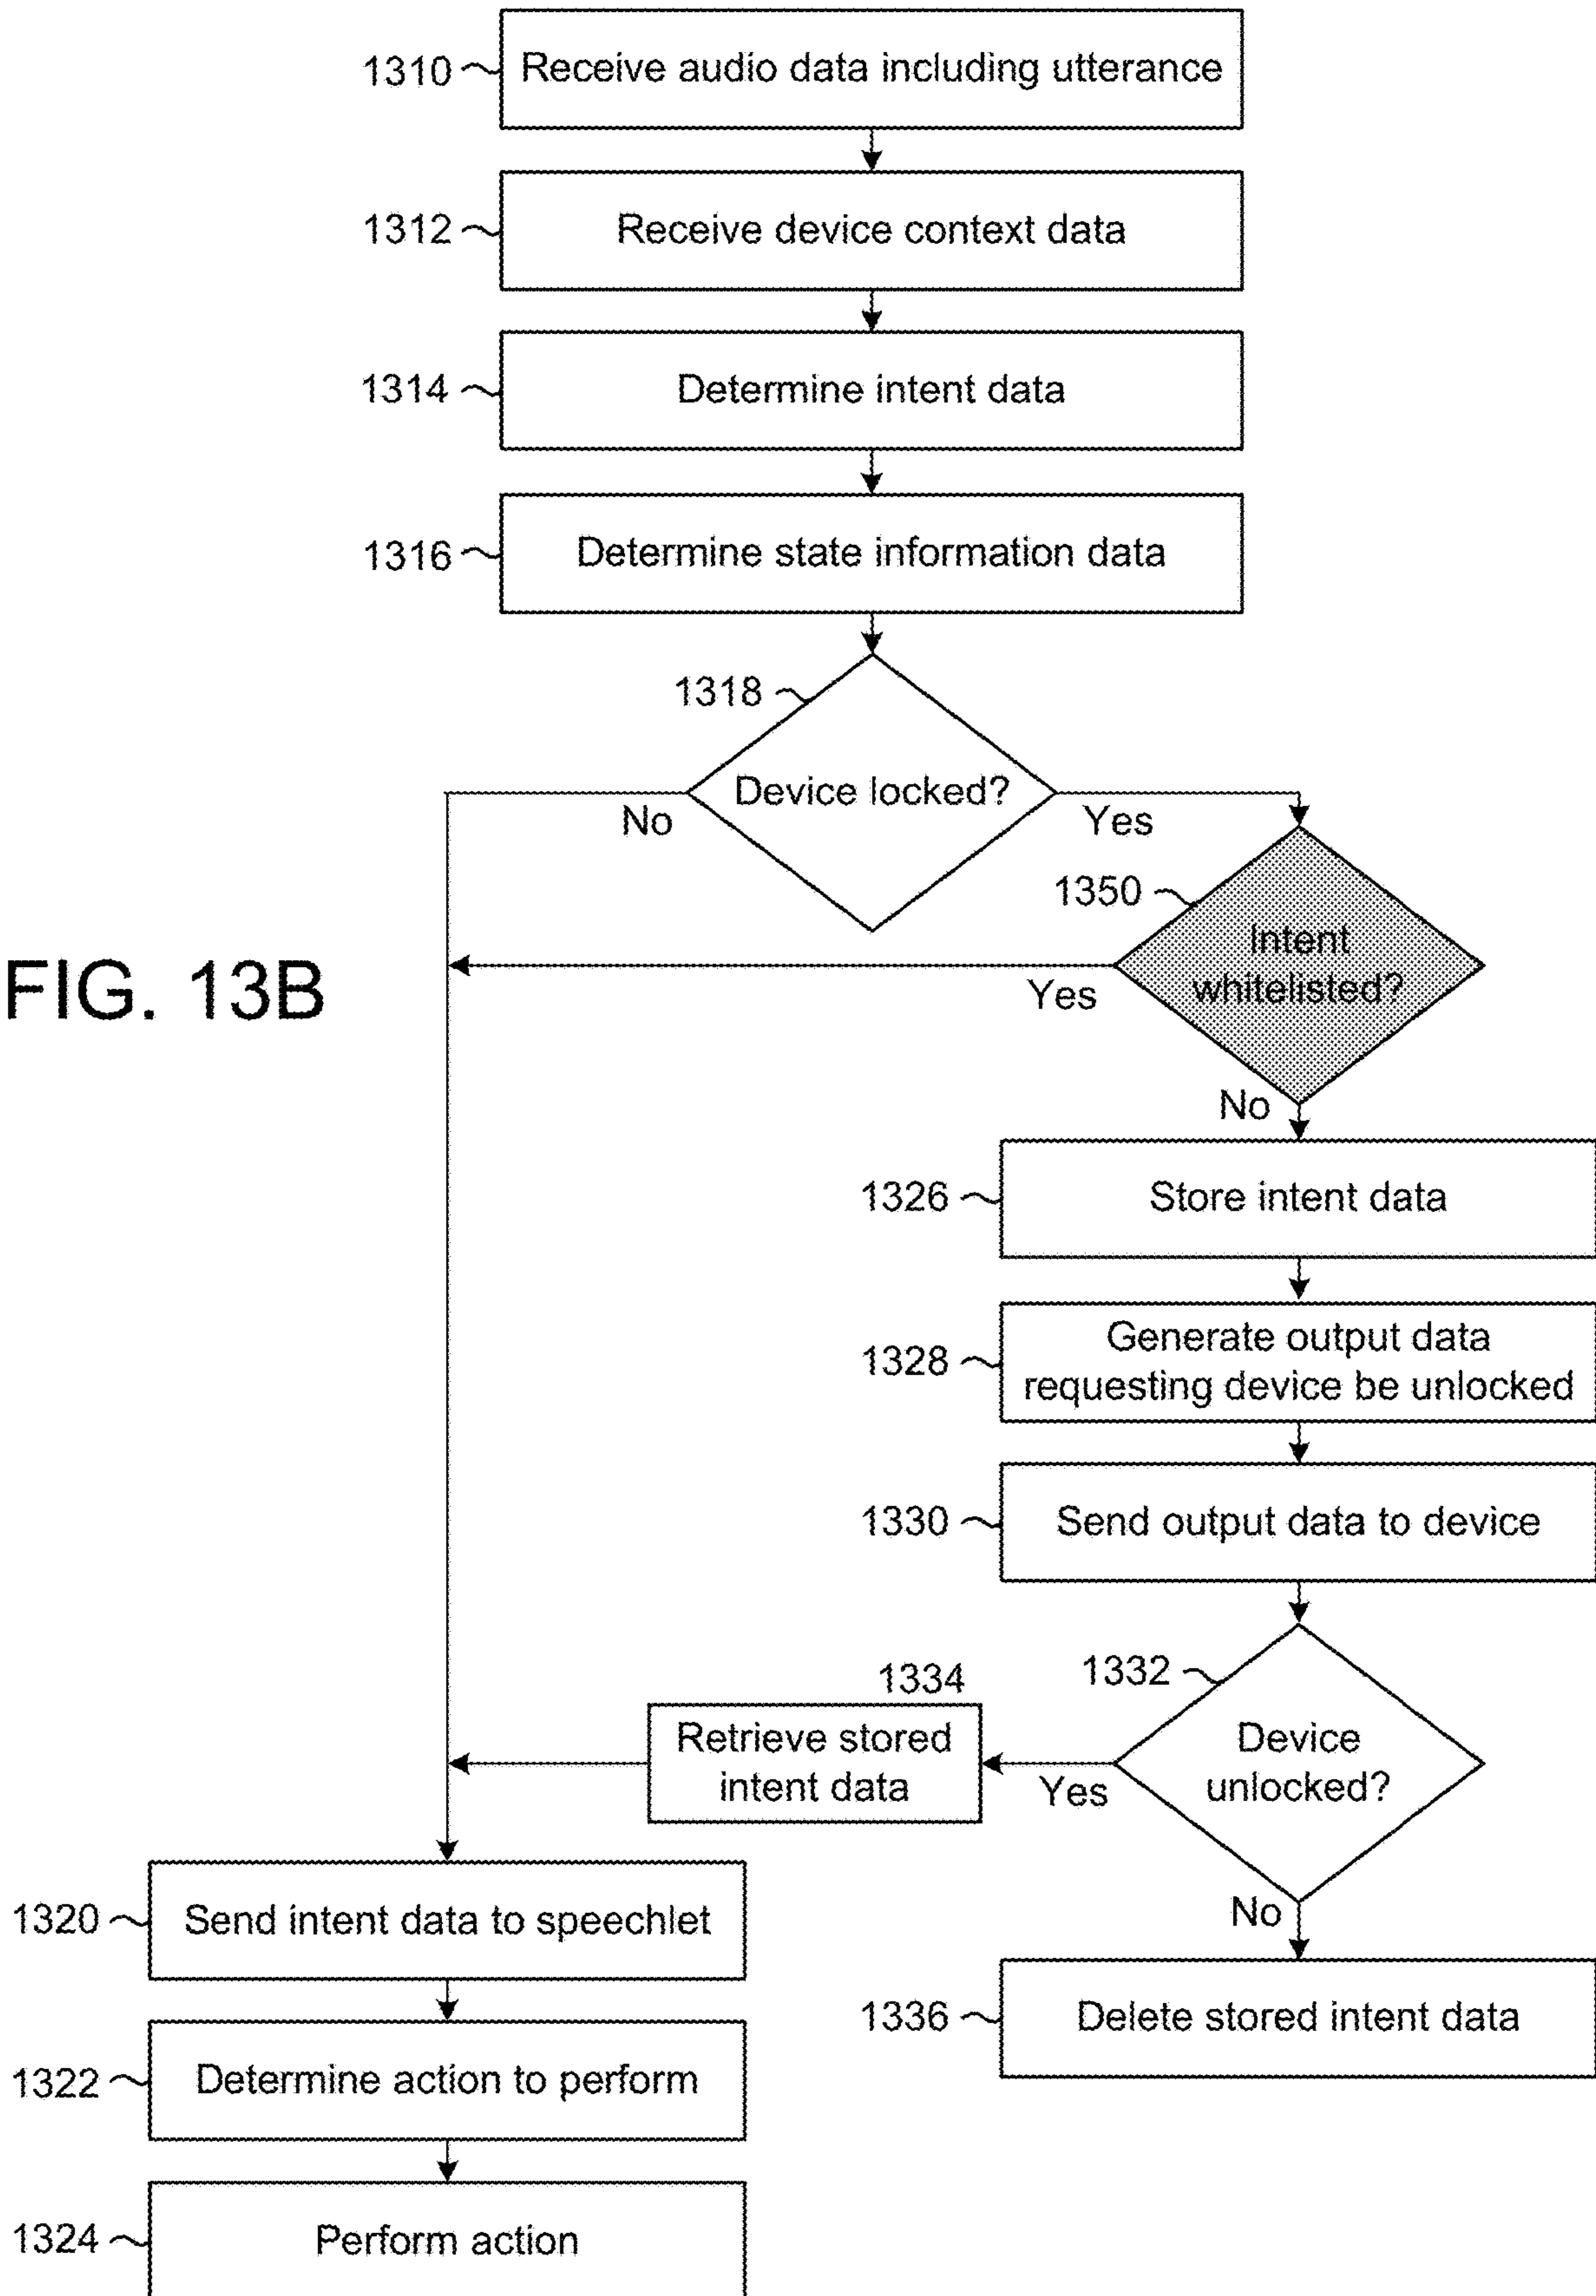 1310
Receive audio data including utterance
1312
Receive device context data
1314
Determine intent data
1316
Determine state information data
1318
Device locked?
No
Yes
1350
Intent
whitelisted?
Yes
FIG. 13B
No
1326
Store intent data
1328
Generate output data
requesting device be unlocked
1330
Send output data to device
1334
1332
Retrieve stored
intent data
Yes
Device
unlocked?
1320
Send intent data to speechlet
No
1322
Determine action to perform
1336
Delete stored intent data
1324
Perform action